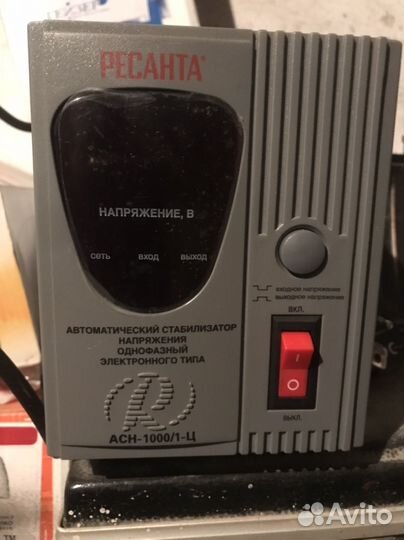 РЕСАНТА®
НАПРЯЖЕНИЕ, В
СЕТЬ ВХОД ВЫХОД
входное напряжение
выходное напряжение
ВКЛ.
АВТОМАТИЧЕСКИЙ СТАБИЛИЗАТОР
НАПРЯЖЕНИЯ
ОДНОФАЗНЫЙ
ЭЛЕКТРОННОГО ТИПА
ВЫКЛ.
АСН-1000/1-Ц
Avito